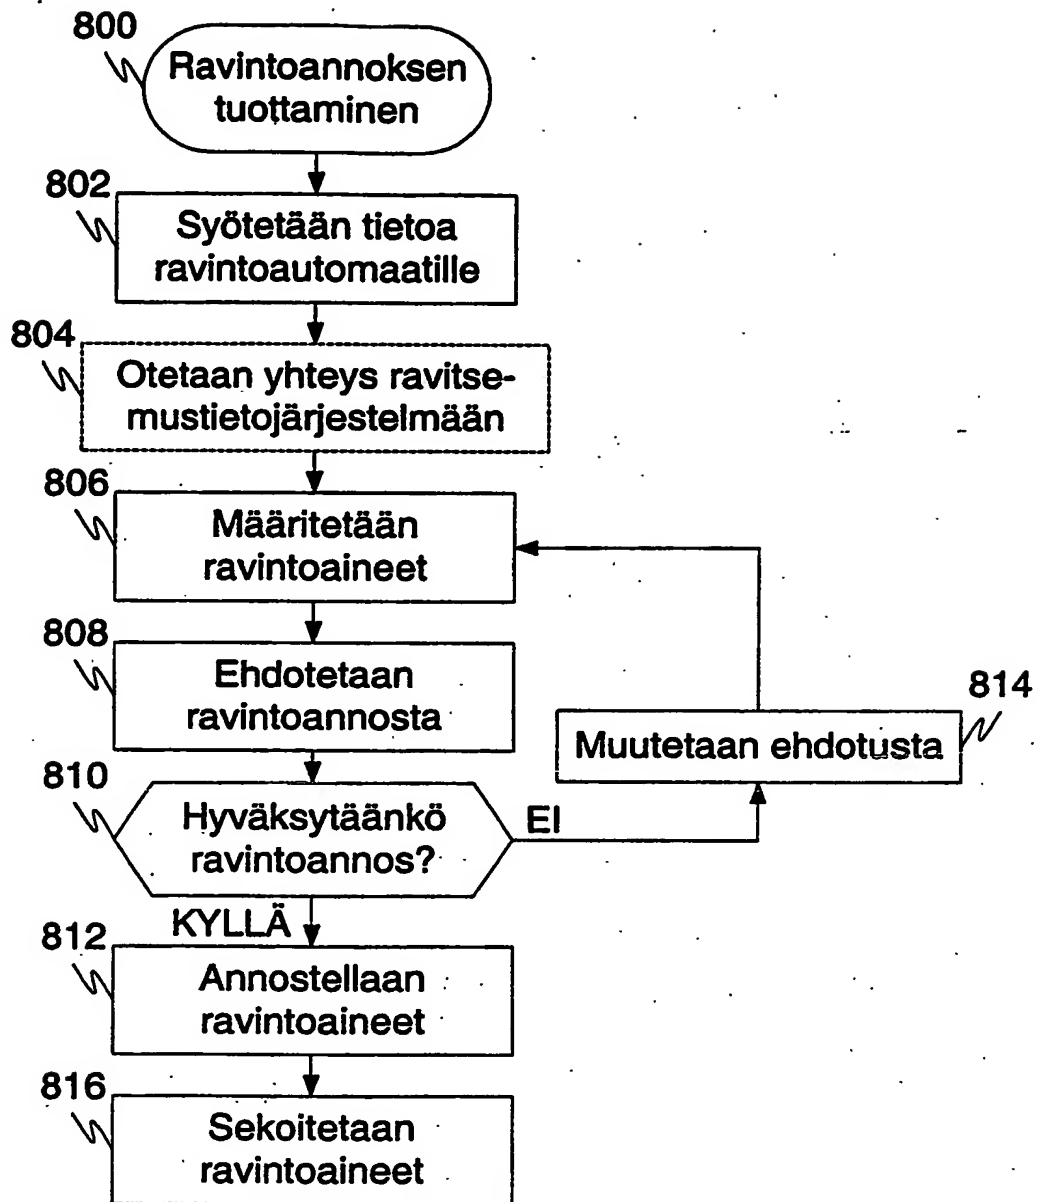 800
Ravintoannoksen
tuottaminen
802
Syötetään tietoa
ravintoautomaatille
804
Otetaan yhteys ravitse-
mustietojärjestelmään
806
Määritetään
ravintoaineet
808
Ehdotetaan
ravintoannosta
814
Muutetaan ehdotusta
810
Hyväksytäänkö
ravintoannos?
EI
KYLLÄ
812
Annostellaan
ravintoaineet
816
Sekoitetaan
ravintoaineet